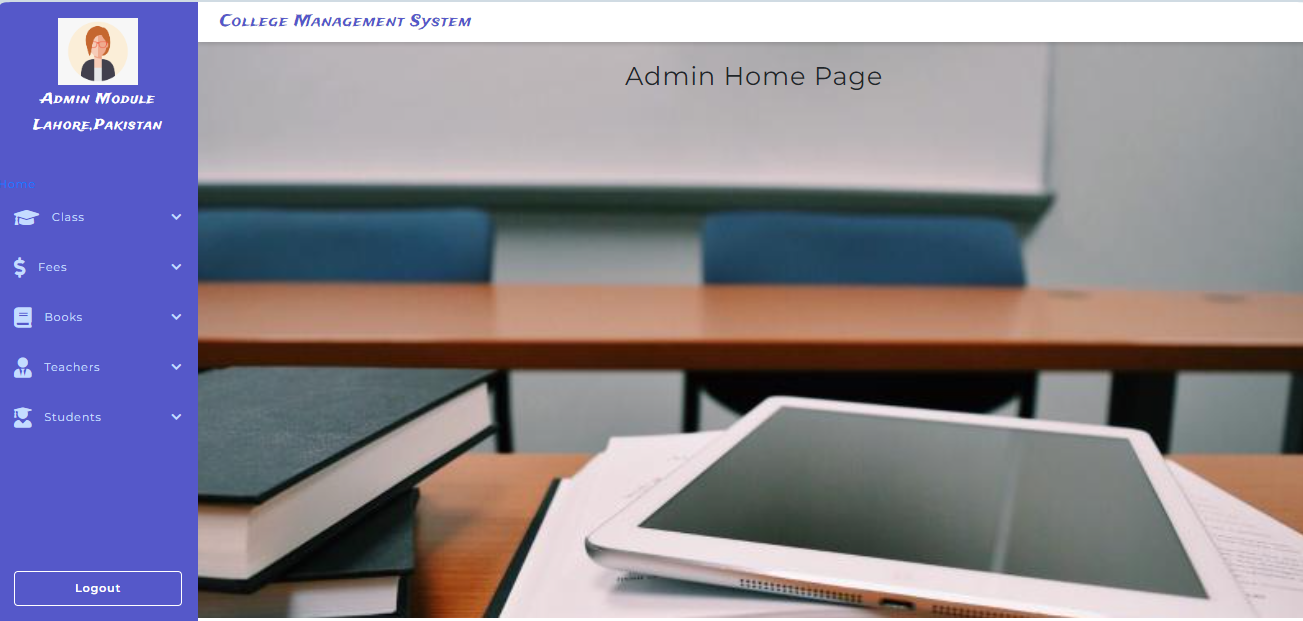 College Management System
Admin Module
Lahore,Pakistan
Home
Class
Fees
Books
Teachers
Students
Logout
Admin Home Page